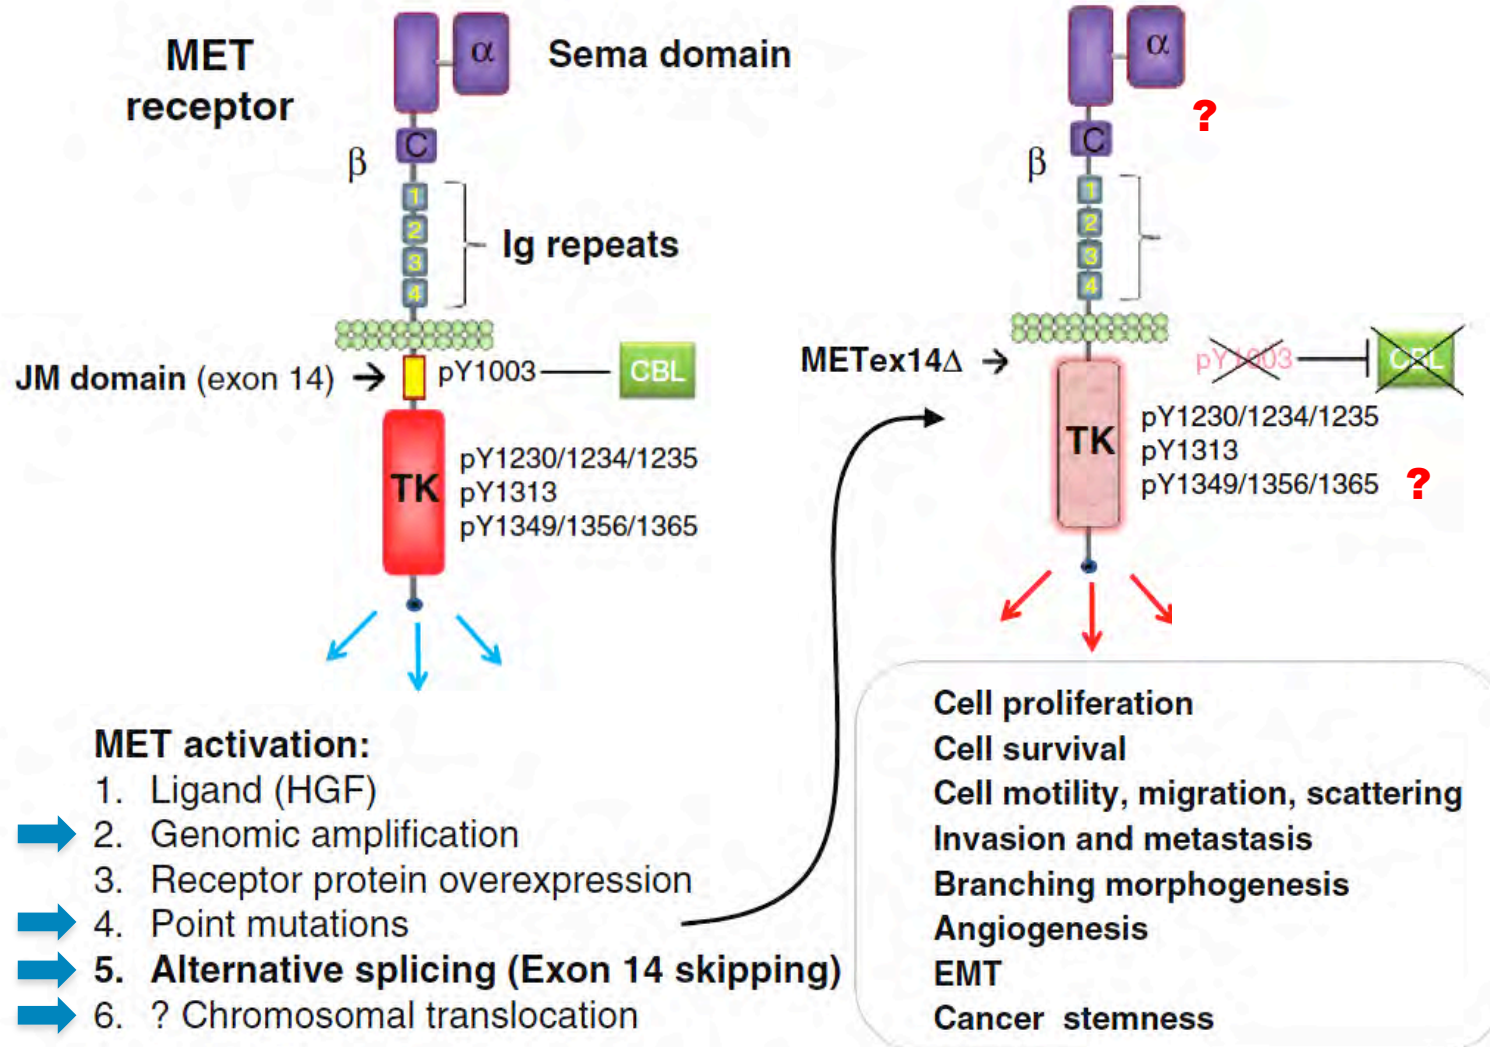 MET
receptor
α
Sema domain
β
C
1
2
3
4
Ig repeats
JM domain (exon 14)
pY1003
CBL
TK
pY1230/1234/1235
pY1313
pY1349/1356/1365
MET activation:
1. Ligand (HGF)
2. Genomic amplification
3. Receptor protein overexpression
4. Point mutations
5. Alternative splicing (Exon 14 skipping)
6. ? Chromosomal translocation
α
?
β
C
1
2
3
4
METex14Δ
pY1003
CBL
TK
pY1230/1234/1235
pY1313
pY1349/1356/1365
?
Cell proliferation
Cell survival
Cell motility, migration, scattering
Invasion and metastasis
Branching morphogenesis
Angiogenesis
EMT
Cancer stemness